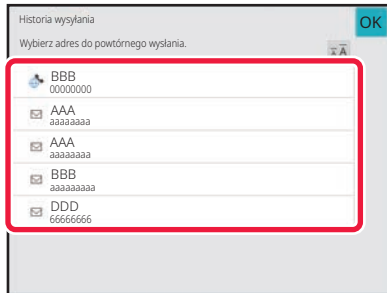 Historia wysyłania
OK
Wybierz adres do powtórnego wysłania.
BBB
00000000
AAA
aaaaaaaa
AAA
aaaaaaaa
BBB
aaaaaaaaa
DDD
66666666